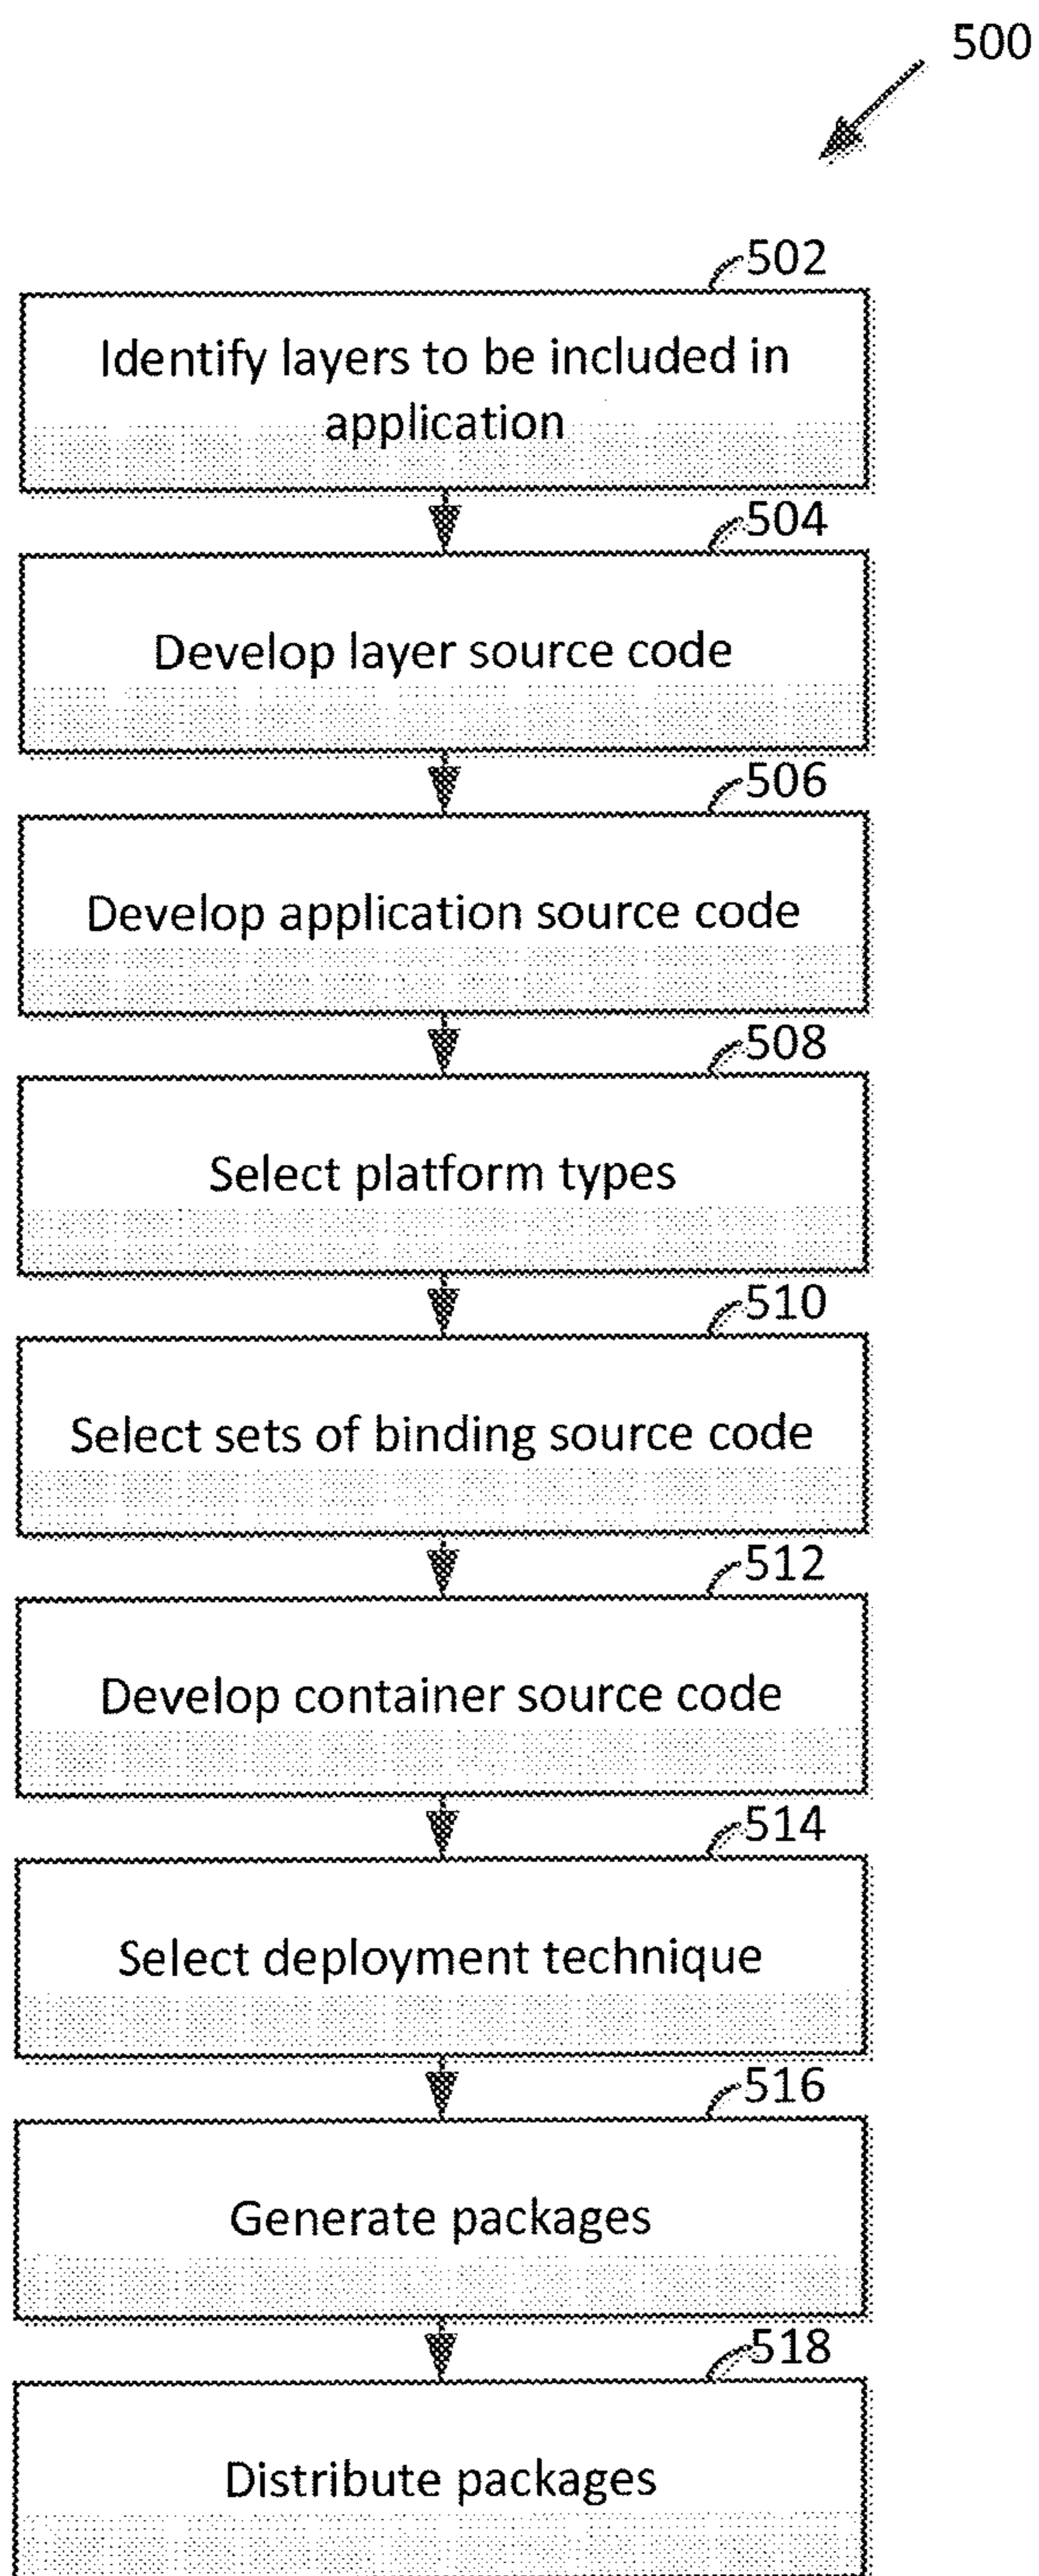 500
502
Identify layers to be included in
application
504
Develop layer source code
506
Develop application source code
508
Select platform types
510
Select sets of binding source code
512
Develop container source code
514
Select deployment technique
516
Generate packages
518
Distribute packages